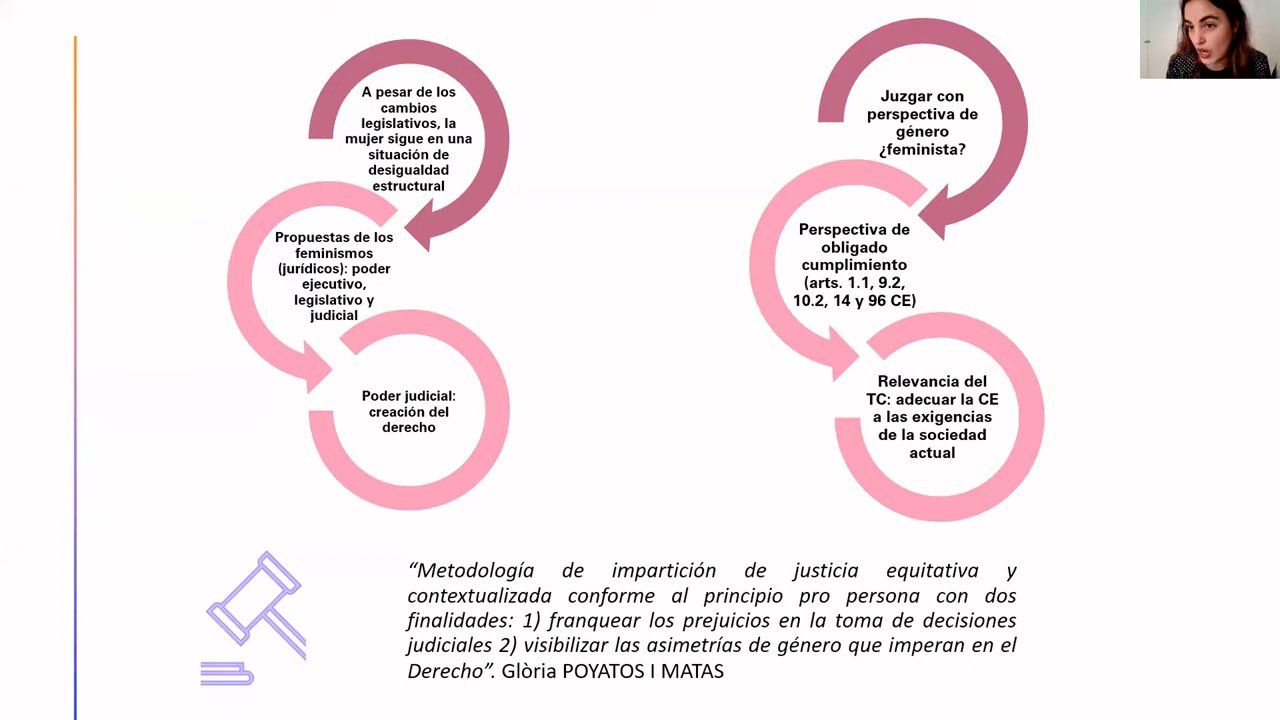 A pesar de los
cambios
legislativos, la
mujer sigue en una
situación de
desigualdad
estructural
Propuestas de los
feminismos
(jurídicos): poder
ejecutivo,
legislativo y
judicial
Poder judicial:
creación del
derecho
Juzgar con
perspectiva de
género
¿feminista?
Perspectiva de
obligado
cumplimiento
(arts. 1.1, 9.2,
10.2, 14 y 96 CE)
Relevancia del
TC: adecuar la CE
a las exigencias
de la sociedad
actual
“Metodología de impartición de justicia equitativa y
contextualizada conforme al principio pro persona con dos
finalidades: 1) franquear los prejuicios en la toma de decisiones
judiciales 2) visibilizar las asimetrías de género que imperan en el
Derecho”. Glòria POYATOS I MATAS